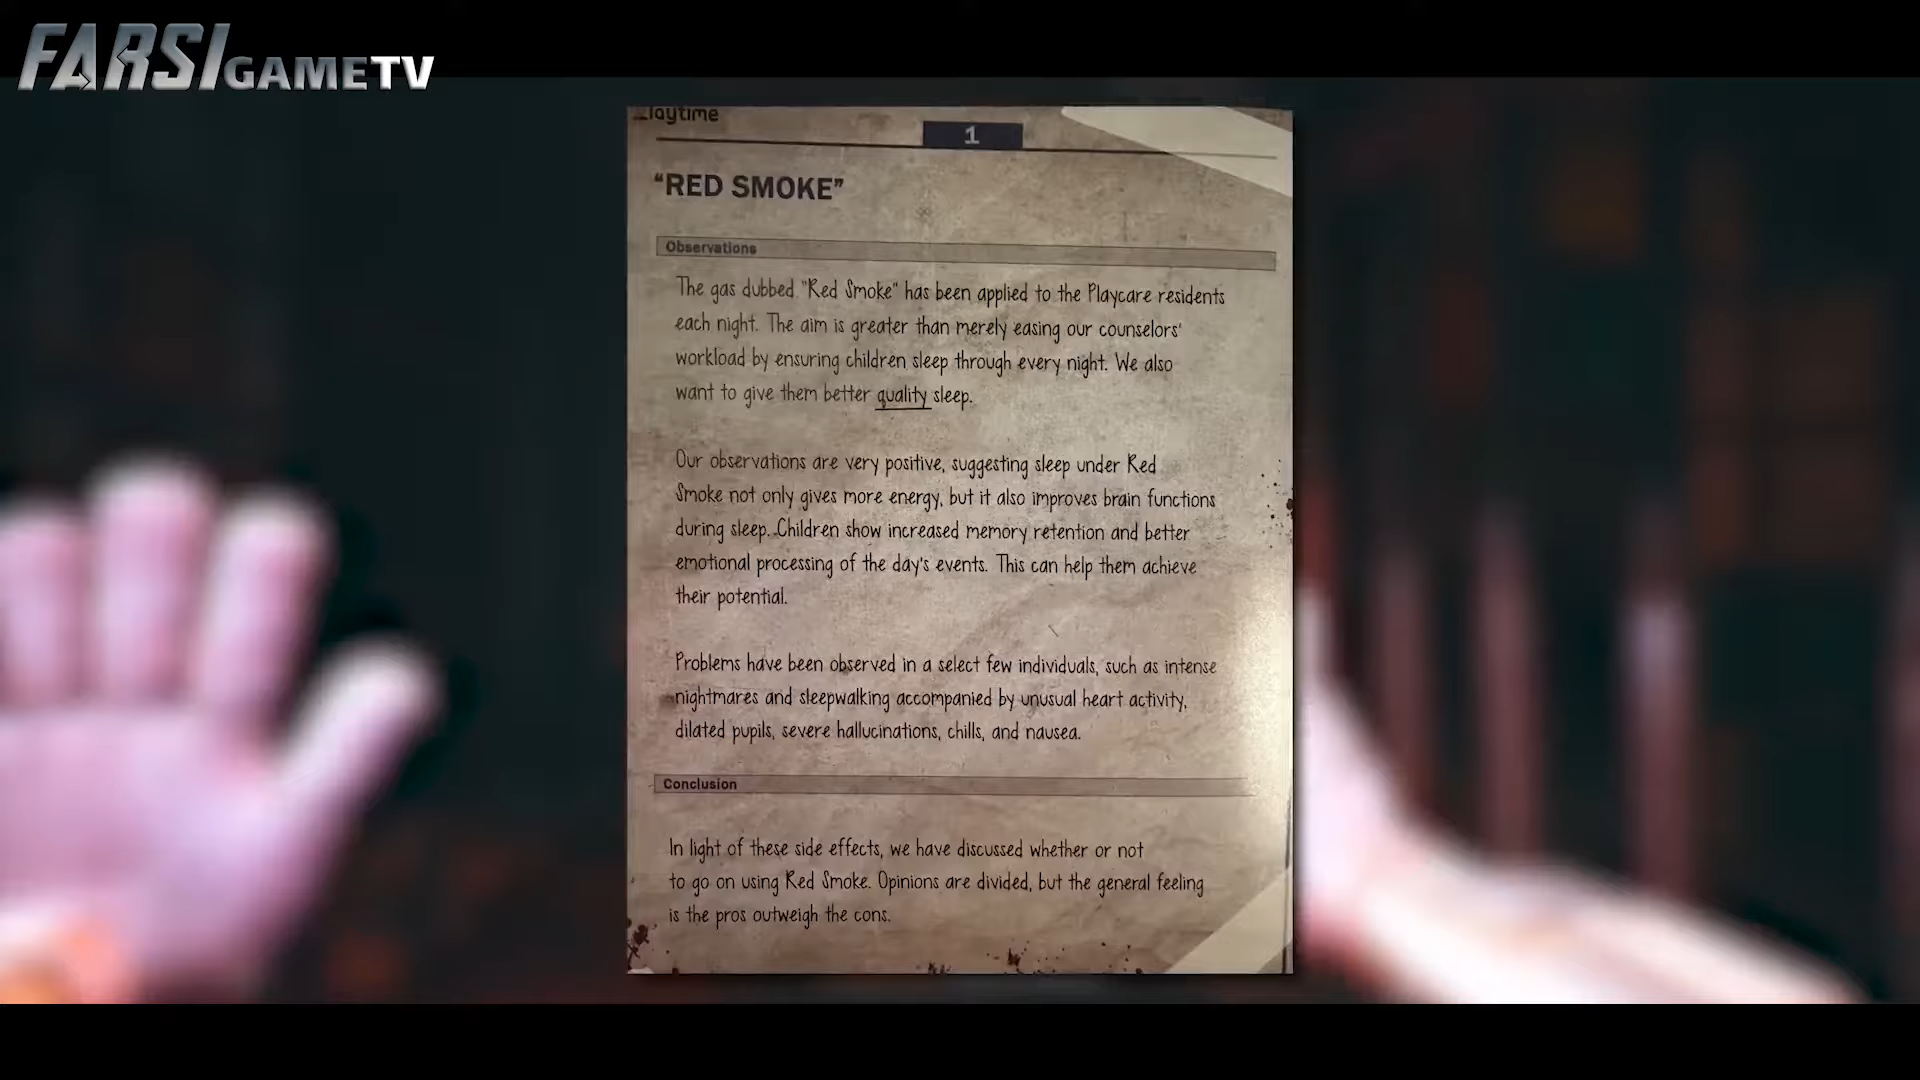 FARSIGAMETV
Playtime
1
“RED SMOKE”
Observations
The gas dubbed "Red Smoke" has been applied to the Playcare residents
each night. The aim is greater than merely easing our counselors'
workload by ensuring children sleep through every night. We also
want to give them better quality sleep.
Our observations are very positive, suggesting sleep under Red
Smoke not only gives more energy, but it also improves brain functions
during sleep. Children show increased memory retention and better
emotional processing of the day's events. This can help them achieve
their potential.
Problems have been observed in a select few individuals, such as intense
nightmares and sleepwalking accompanied by unusual heart activity,
dilated pupils, severe hallucinations, chills, and nausea.
Conclusion
In light of these side effects, we have discussed whether or not
to go on using Red Smoke. Opinions are divided, but the general feeling
is the pros outweigh the cons.